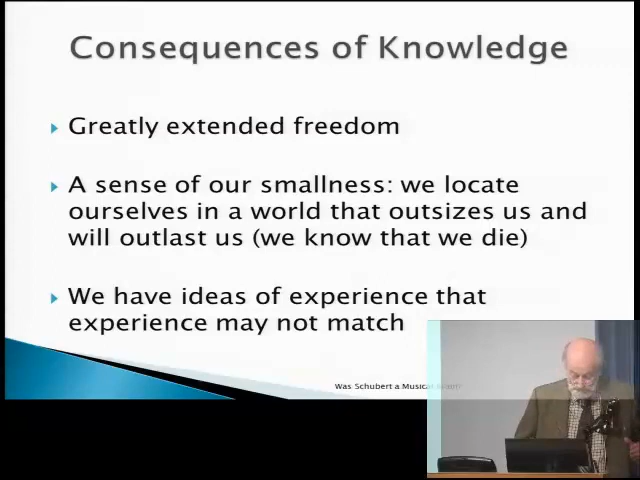 Consequences of Knowledge
Greatly extended freedom
A sense of our smallness: we locate
ourselves in a world that outsizes us and
will outlast us (we know that we die)
We have ideas of experience that
experience may not match
Was Schubert a Musical